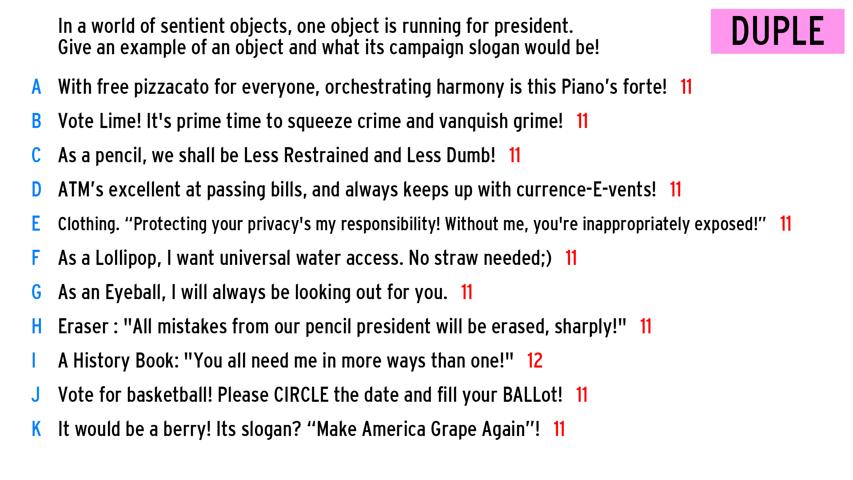 In a world of sentient objects, one object is running for president.
Give an example of an object and what its campaign slogan would be!
DUPLE
A With free pizzacato for everyone, orchestrating harmony is this Piano's forte! 11
B Vote Lime! It's prime time to squeeze crime and vanquish grime! 11
C As a pencil, we shall be Less Restrained and Less Dumb! 11
D ATM's excellent at passing bills, and always keeps up with currence-E-vents! 11
E Clothing. “Protecting your privacy's my responsibility! Without me, you're inappropriately exposed!” 11
F As a Lollipop, I want universal water access. No straw needed;) 11
G As an Eyeball, I will always be looking out for you. 11
H Eraser : "All mistakes from our pencil president will be erased, sharply!" 11
I A History Book: "You all need me in more ways than one!" 12
J Vote for basketball! Please CIRCLE the date and fill your BALLot! 11
K It would be a berry! Its slogan? “Make America Grape Again”! 11